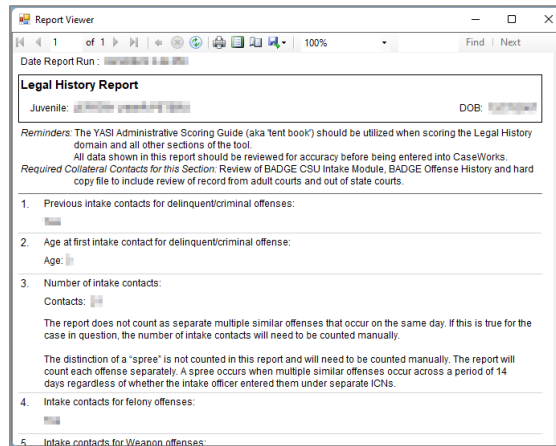 Report Viewer
1 of 1 100% Find | Next
Date Report Run :
Legal History Report
Juvenile: DOB:
Reminders: The YASI Administrative Scoring Guide (aka 'tent book') should be utilized when scoring the Legal History
domain and all other sections of the tool.
All data shown in this report should be reviewed for accuracy before being entered into CaseWorks.
Required Collateral Contacts for this Section: Review of BADGE CSU Intake Module, BADGE Offense History and hard
copy file to include review of record from adult courts and out of state courts.
1. Previous intake contacts for delinquent/criminal offenses:
2. Age at first intake contact for delinquent/criminal offense:
Age:
3. Number of intake contacts:
Contacts:
The report does not count as separate multiple similar offenses that occur on the same day. If this is true for the
case in question, the number of intake contacts will need to be counted manually.
The distinction of a "spree" is not counted in this report and will need to be counted manually. The report will
count each offense separately. A spree occurs when multiple similar offenses occur across a period of 14
days regardless of whether the intake officer entered them under separate ICNs.
4. Intake contacts for felony offenses:
5. Intake contacts for Weapon offenses: